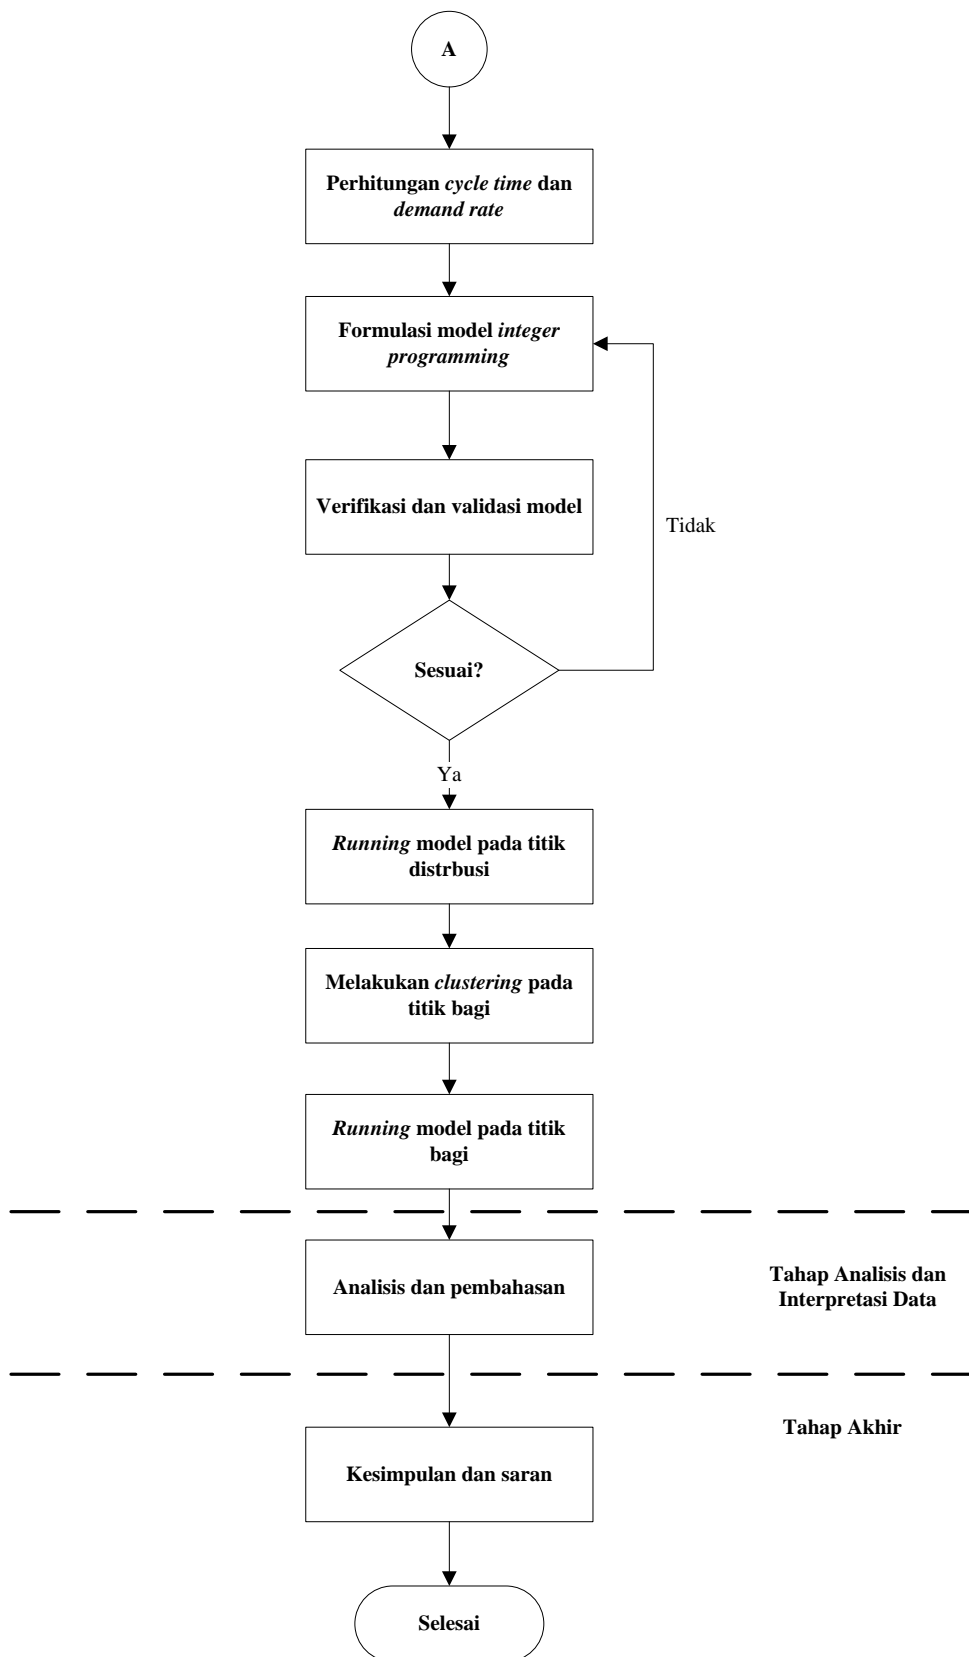 A
Perhitungan cycle time dan
demand rate
Formulasi model integer
programming
Verifikasi dan validasi model
Tidak
Sesuai?
Ya
Running model pada titik
distrbusi
Melakukan clustering pada
titik bagi
Running model pada titik
bagi
Analisis dan pembahasan
Tahap Analisis dan
Interpretasi Data
Tahap Akhir
Kesimpulan dan saran
Selesai